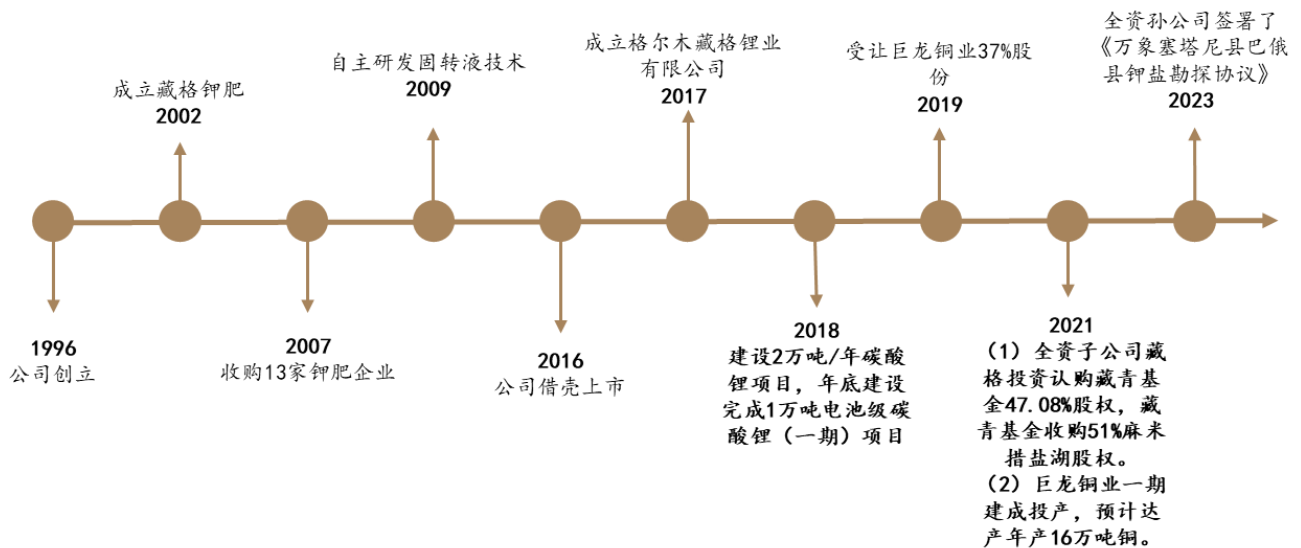 1996
公司创立
成立藏格钾肥
2002
2007
收购13家钾肥企业
自主研发固转液技术
2009
2016
公司借壳上市
成立格尔木藏格锂业
有限公司
2017
2018
建设2万吨/年碳酸
锂项目，年底建设
完成1万吨电池级碳
酸锂（一期）项目
受让巨龙铜业37%股
份
2019
2021
（1）全资子公司藏
格投资认购藏青基
金47.08%股权，藏
青基金收购51%麻米
措盐湖股权。
（2）巨龙铜业一期
建成投产，预计达
产年产16万吨铜。
全资孙公司签署了
《万象塞塔尼县巴俄
县钾盐勘探协议》
2023